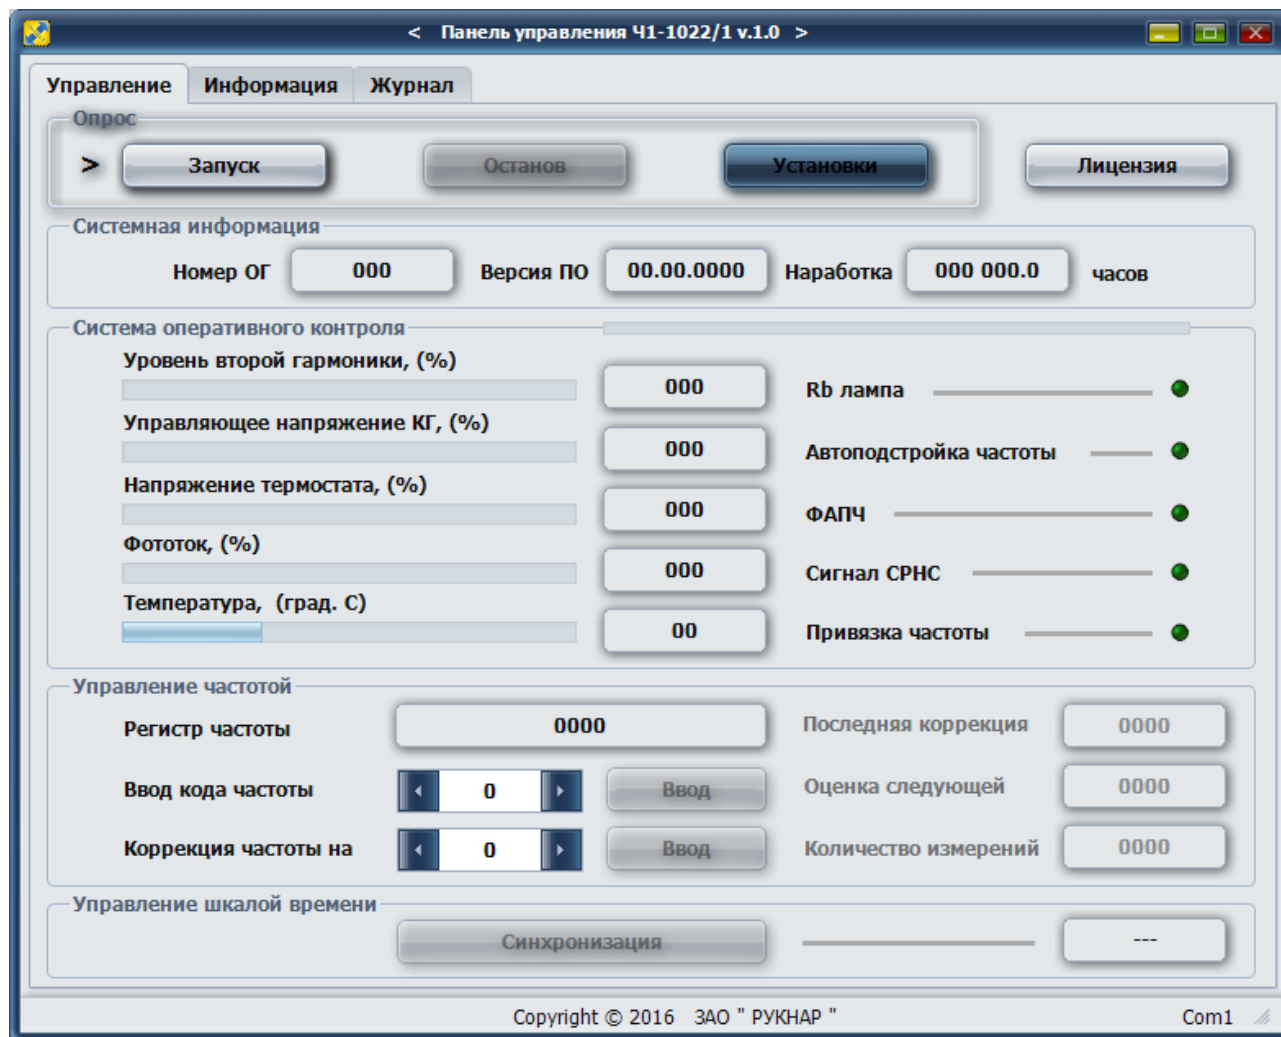 < Панель управления Ч1-1022/1 v.1.0 >
Управление Информация Журнал
Опрос
> Запуск Останов Установки Лицензия
Системная информация
Номер ОГ 000 Версия ПО 00.00.0000 Наработка 000 000.0 часов
Система оперативного контроля
Уровень второй гармоники, (%)
000 Rb лампа
Управляющее напряжение КГ, (%)
000 Автоподстройка частоты
Напряжение термостата, (%)
000 ФАПЧ
Фототок, (%)
000 Сигнал СРНС
Температура, (град. С)
00 Привязка частоты
Управление частотой
Регистр частоты 0000 Последняя коррекция 0000
Ввод кода частоты 0 Ввод Оценка следующей 0000
Коррекция частоты на 0 Ввод Количество измерений 0000
Управление шкалой времени
Синхронизация ---
Copyright © 2016 ЗАО " РУКНАР " Com1